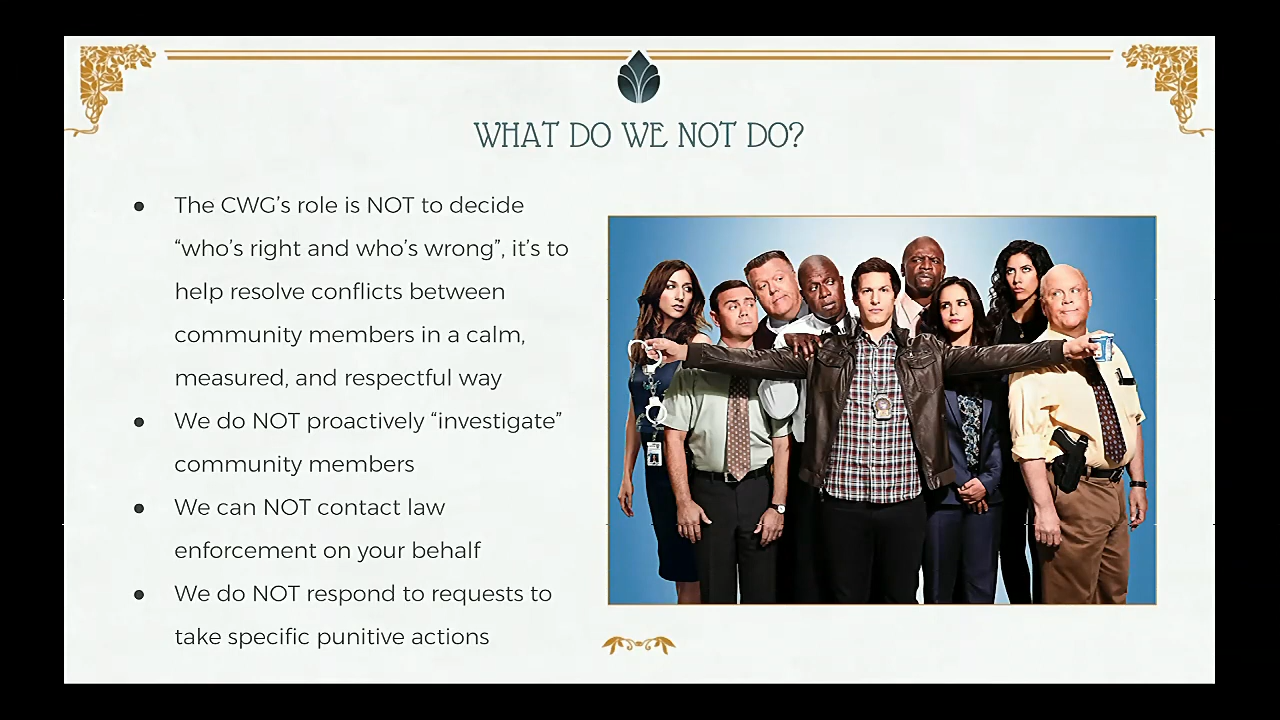 WHAT DO WE NOT DO?
● The CWG’s role is NOT to decide
“who’s right and who’s wrong”, it’s to
help resolve conflicts between
community members in a calm,
measured, and respectful way
● We do NOT proactively “investigate”
community members
● We can NOT contact law
enforcement on your behalf
● We do NOT respond to requests to
take specific punitive actions